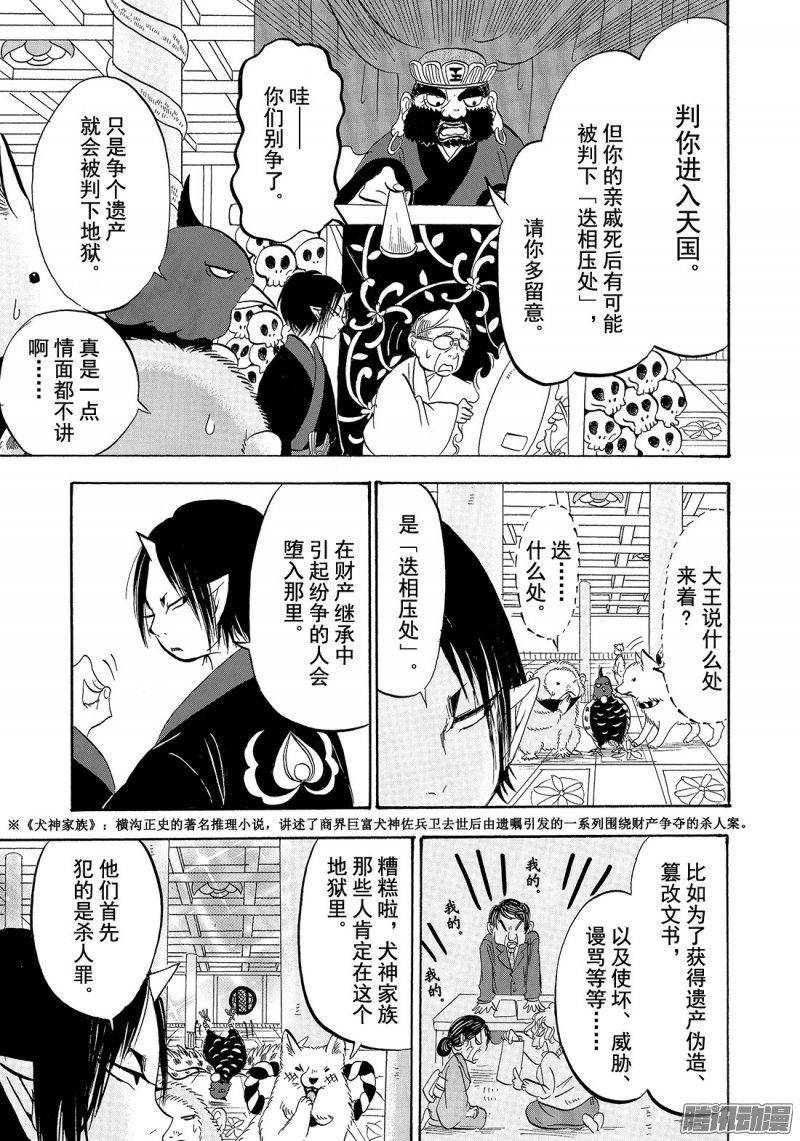 判你进入天国。
但你的亲戚死后有可能
被判下「迭相压处」，
请你多留意。
哇——
你们别争了。
只是争个遗产
就会被判下地狱。
真是一点
情面都不讲
啊……
大王说什么处
来着？
迭……
什么处。
是「迭相压处」。
在财产继承中
引起纷争的人会
堕入那里。
※《犬神家族》：横沟正史的著名推理小说，讲述了商界巨富犬神佐兵卫去世后由遗嘱引发的一系列围绕财产争夺的杀人案。
比如为了获得遗产伪造、
篡改文书，
以及使坏、威胁、
谩骂等等……
我的。
我的。
我的。
我的。
糟糕啦，犬神家族
那些人肯定在这个
地狱里。
他们首先
犯的是杀人罪
王
腾讯动漫